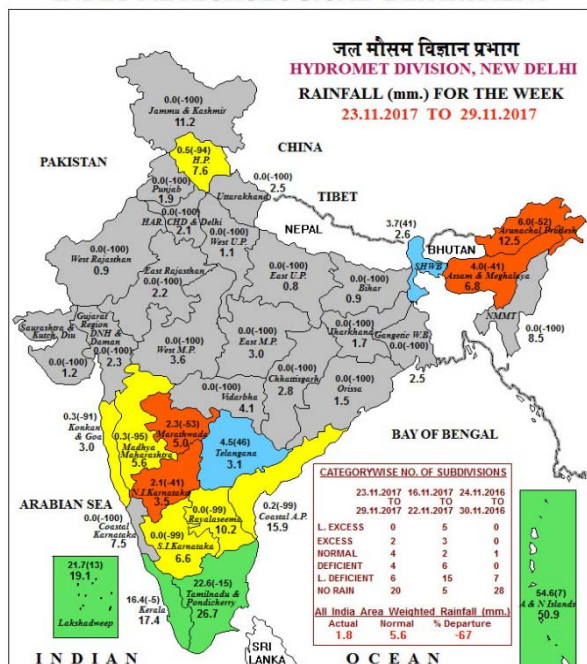 जल मौसम विज्ञान प्रभाग
HYDROMET DIVISION, NEW DELHI
RAINFALL (mm.) FOR THE WEEK
23.11.2017 TO 29.11.2017
0.0(-100)
Jammu & Kashmir
11.2
CHINA
PAKISTAN
0.5(-94)
H.P.
7.6
0.0(-100)
Punjab
1.9
Uttarakhand
0.0(-100)
2.5
TIBET
0.0(-100)
HAR. CHD & Delhi
2.1
0.0(-100)
West U.P.
1.1
NEPAL
3.7(41)
2.6
SHWB
BHUTAN
6.0(-52)
Arunachal Pradesh
12.5
0.0(-100)
West Rajasthan
0.9
East Rajasthan
0.0(-100)
2.2
0.0(-100)
East U.P.
0.8
0.0(-100)
Bihar
0.9
4.0(-41)
Assam & Meghalaya
6.8
NMMT
0.0(-100)
8.5
Saurashtra &
Kutch, Diu
0.0(-100)
1.2
Gujarat
Region
DNH &
Daman
0.0(-100)
2.3
0.0(-100)
West M.P.
3.6
0.0(-100)
East M.P.
3.0
0.0(-100)
Jharkhand
1.7
Gangetic W.B.
0.0(-100)
2.5
0.0(-100)
Chhattisgarh
2.8
0.0(-100)
Orissa
1.5
0.0(-100)
Vidarbha
4.1
0.3(-91)
Konkan
& Goa
3.0
0.3(-95)
Madhya
Maharashtra
5.6
2.3(-53)
Marathwada
5.0
4.5(46)
Telangana
3.1
BAY OF BENGAL
2.1(-41)
N.I.Karnataka
3.5
ARABIAN SEA
0.0(-100)
Coastal
Karnataka
7.5
0.0(-99)
Rayalaseema
10.2
0.2(-99)
Coastal A.P.
15.9
0.0(-99)
S.I.Karnataka
6.6
21.7(13)
19.1
Lakshadweep
16.4(-5)
Kerala
17.4
22.6(-15)
Tamilnadu &
Pondicherry
26.7
54.6(7)
A & N Islands
50.9
CATEGORYWISE NO. OF SUBDIVISIONS
23.11.2017 16.11.2017 24.11.2016
TO TO TO
29.11.2017 22.11.2017 30.11.2016
L. EXCESS 0 5 0
EXCESS 2 3 0
NORMAL 4 2 1
DEFICIENT 4 6 0
L. DEFICIENT 6 15 7
NO RAIN 20 5 28
All India Area Weighted Rainfall (mm.)
Actual Normal % Departure
1.8 5.6 -67
INDIAN OCEAN
SRI
LANKA